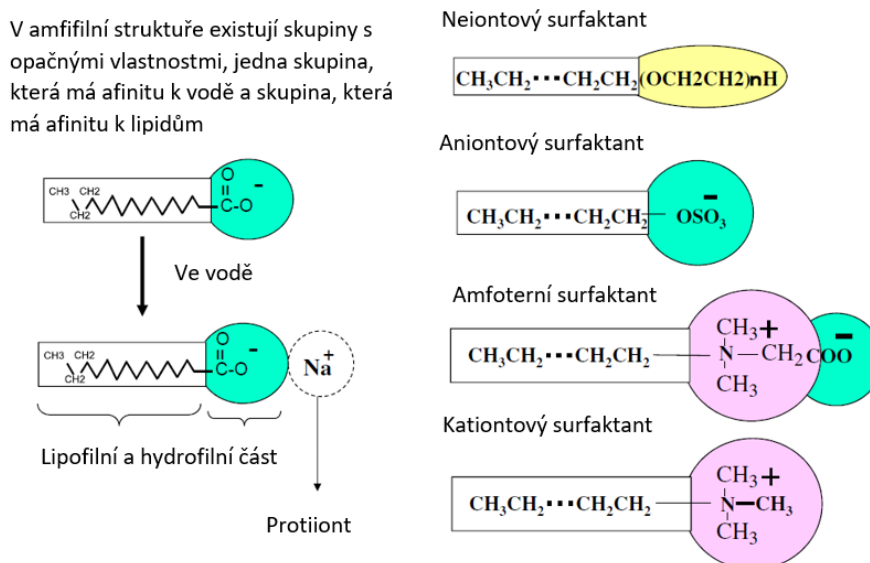 V amfifilní struktuře existují skupiny s
opačnými vlastnostmi, jedna skupina,
která má afinitu k vodě a skupina, která
má afinitu k lipidům
CH3 CH2
CH2
O
C-O
-
Ve vodě
CH3 CH2
CH2
O
C-O
-
Na+
Lipofilní a hydrofilní část
Protiiont
Neiontový surfaktant
CH₃CH₂···CH₂CH₂(OCH2CH2)nH
Aniontový surfaktant
CH₃CH₂···CH₂CH₂ OSO₃
-
Amfoterní surfaktant
CH₃+
CH₃CH₂···CH₂CH₂ N—CH₂COO
-
CH₃
Kationtový surfaktant
CH₃+
CH₃CH₂···CH₂CH₂ N—CH₃
CH₃